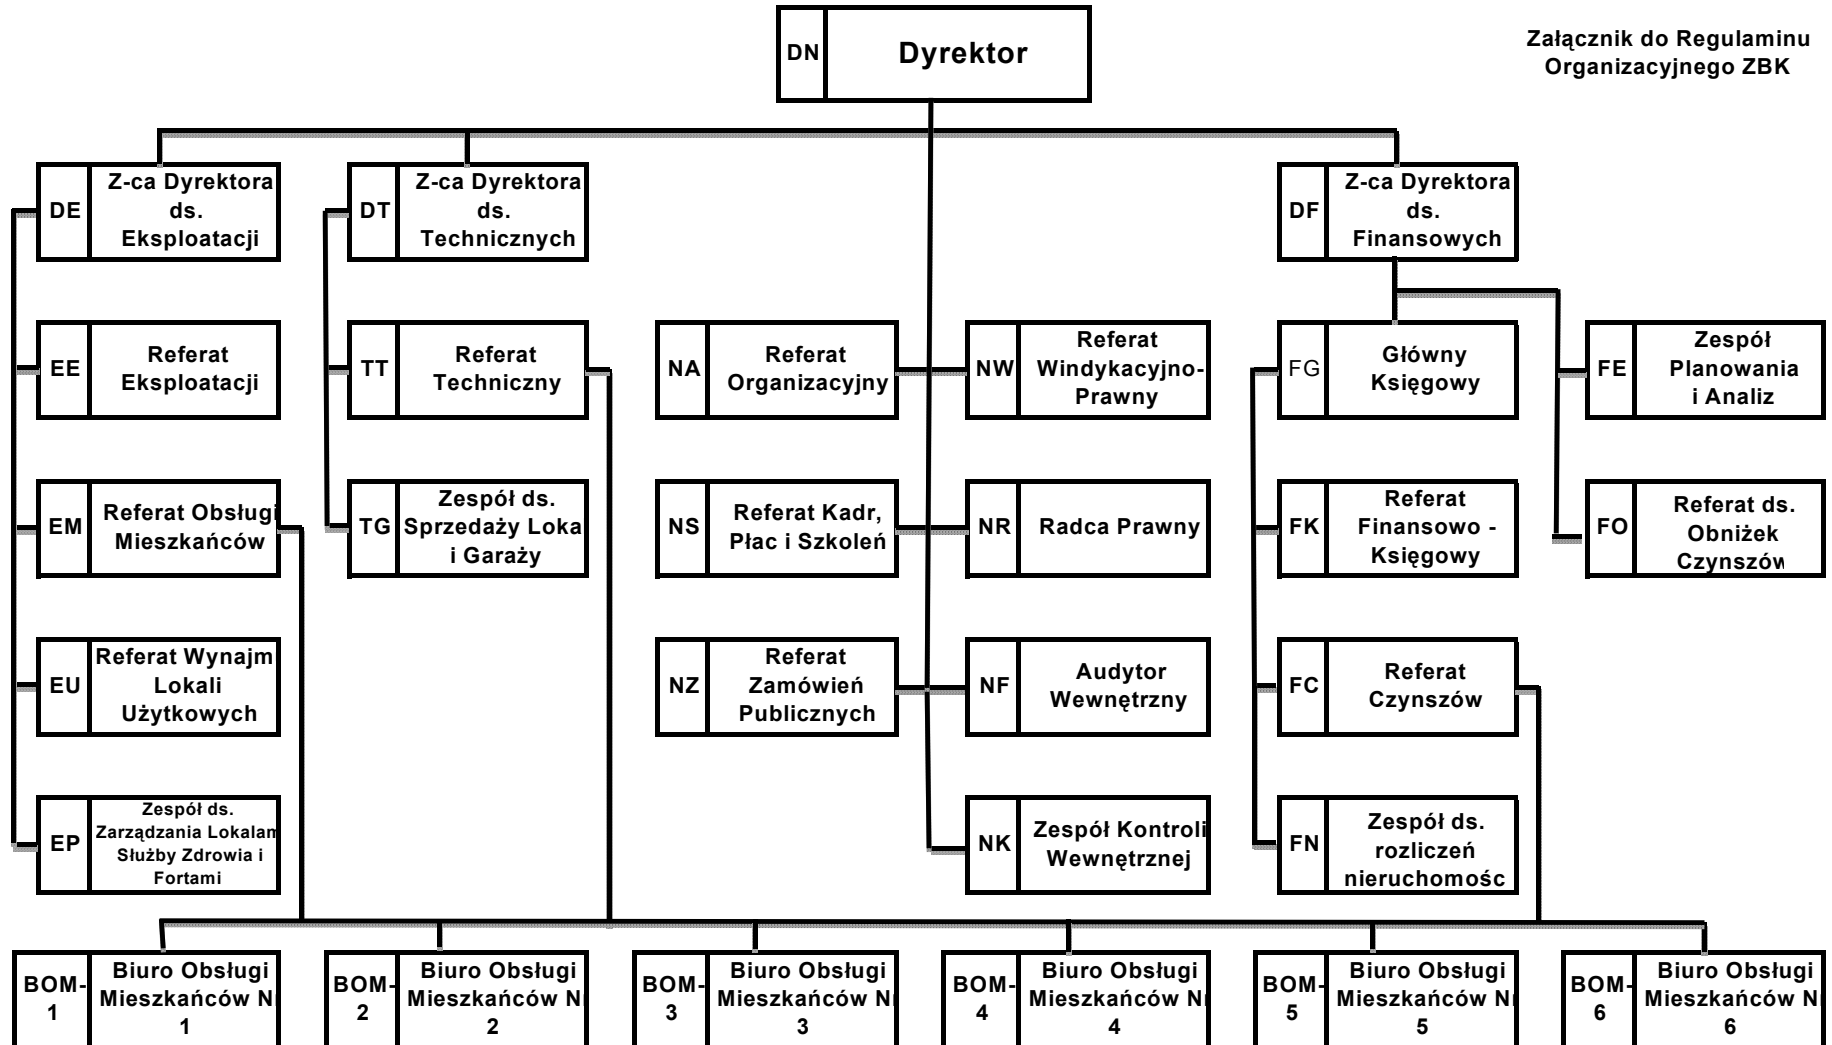 DN
Dyrektor
Załącznik do Regulaminu
Organizacyjnego ZBK
DE
Z-ca Dyrektora
ds.
Eksploatacji
DT
Z-ca Dyrektora
ds.
Technicznych
DF
Z-ca Dyrektora
ds.
Finansowych
EE
Referat
Eksploatacji
TT
Referat
Techniczny
NA
Referat
Organizacyjny
NW
Referat
Windykacyjno-
Prawny
FG
Główny
Księgowy
FE
Zespół
Planowania
i Analiz
EM
Referat Obsługi
Mieszkańców
TG
Zespół ds.
Sprzedaży Loka
i Garaży
NS
Referat Kadr,
Płac i Szkoleń
NR
Radca Prawny
FK
Referat
Finansowo -
Księgowy
FO
Referat ds.
Obniżek
Czynszów
EU
Referat Wynajm
Lokali
Użytkowych
NZ
Referat
Zamówień
Publicznych
NF
Audytor
Wewnętrzny
FC
Referat
Czynszów
EP
Zespół ds.
Zarządzania Lokalam
Służby Zdrowia i
Fortami
NK
Zespół Kontroli
Wewnętrznej
FN
Zespół ds.
rozliczeń
nieruchomośc
BOM-
1
Biuro Obsługi
Mieszkańców Nr
1
BOM-
2
Biuro Obsługi
Mieszkańców Nr
2
BOM-
3
Biuro Obsługi
Mieszkańców Nr
3
BOM-
4
Biuro Obsługi
Mieszkańców Nr
4
BOM-
5
Biuro Obsługi
Mieszkańców Nr
5
BOM-
6
Biuro Obsługi
Mieszkańców Nr
6